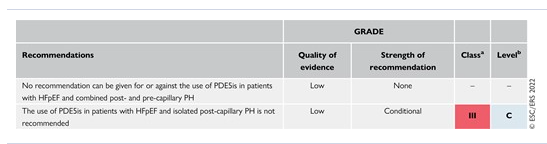 GRADE
Recommendations Quality of evidence Strength of recommendation Classᵃ Levelᵇ
No recommendation can be given for or against the use of PDE5is in patients Low None – –
with HFpEF and combined post- and pre-capillary PH
The use of PDE5is in patients with HFpEF and isolated post-capillary PH is not Low Conditional III C
recommended
© ESC/ERS 2022